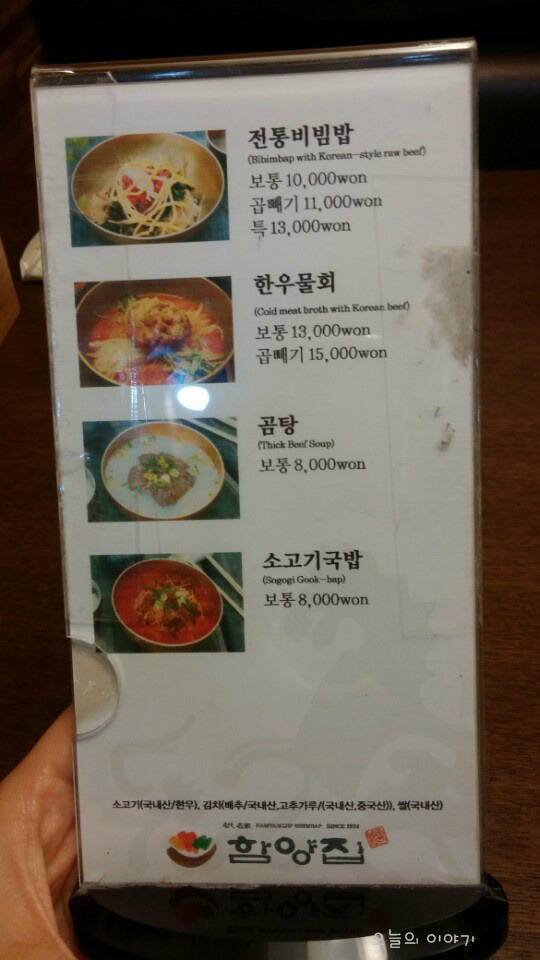 전통비빔밥
(Bibimbap with Korean-style raw beef)
보통 10,000won
곱빼기 11,000won
특 13,000won
한우물회
(Cold meat broth with Korean beef)
보통 13,000won
곱빼기 15,000won
곰탕
(Thick Beef Soup)
보통 8,000won
소고기국밥
(Sogogi Gook-bap)
보통 8,000won
소고기(국내산/한우), 김치(배추/국내산,고추가루/(국내산,중국산)), 쌀(국내산)
HAMYANGJIP BIBIMBAP SINCE 1924
함양집
오늘의 이야기